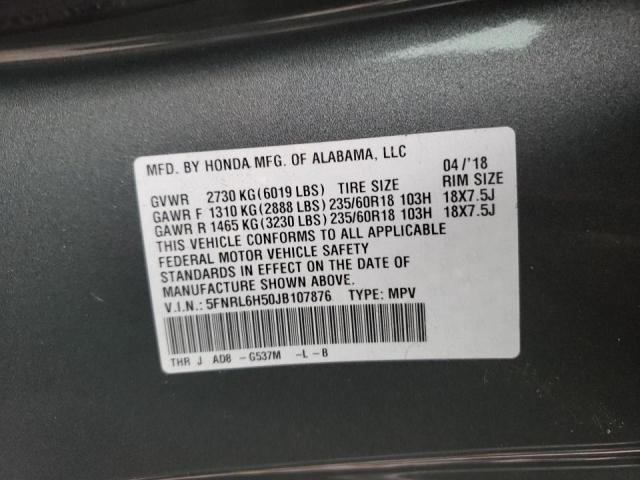 MFD. BY HONDA MFG. OF ALABAMA, LLC 04/'18
GVWR 2730 KG(6019 LBS) TIRE SIZE RIM SIZE
GAWR F 1310 KG(2888 LBS)235/60R18 103H 18X7.5J
GAWR R 1465 KG(3230 LBS)235/60R18 103H 18X7.5J
THIS VEHICLE CONFORMS TO ALL APPLICABLE
FEDERAL MOTOR VEHICLE SAFETY
STANDARDS IN EFFECT ON THE DATE OF
MANUFACTURE SHOWN ABOVE.
V.I.N.: 5FNRL6H50JB107876 TYPE: MPV
THR J AD8 - G537M -L -B